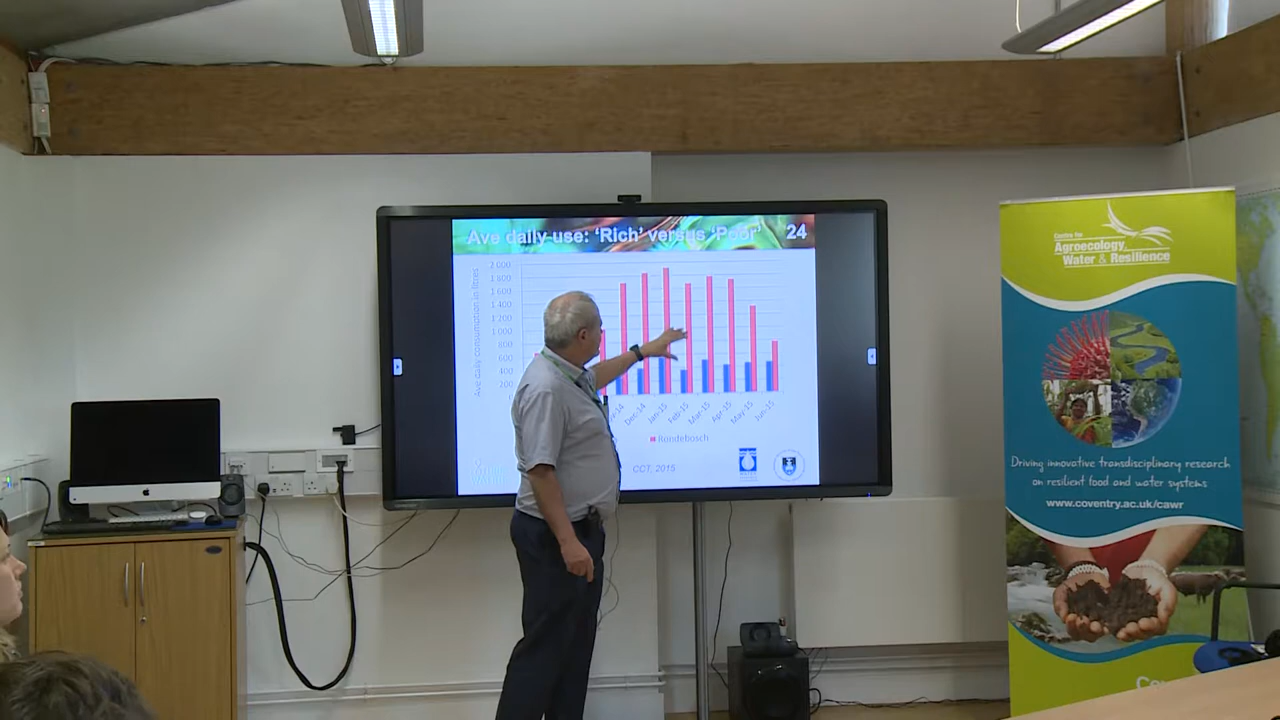 Ave daily use: 'Rich' versus 'Poor' 24
Ave daily consumption in litres
2 000
1 800
1 600
1 400
1 200
1 000
800
600
400
200
Dec-14
Jan-15
Feb-15
Mar-15
Apr-15
May-15
Jun-15
Rondebosch
CCT, 2015
Centre for
Agroecology,
Water & Resilience
Driving innovative transdisciplinary research
on resilient food and water systems
www.coventry.ac.uk/cawr